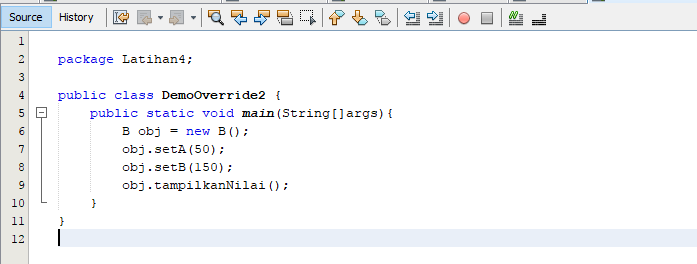 Source History
1
2 package Latihan4;
3
4 public class DemoOverride2 {
5 public static void main(String[]args){
6 B obj = new B();
7 obj.setA(50);
8 obj.setB(150);
9 obj.tampilkanNilai();
10 }
11 }
12